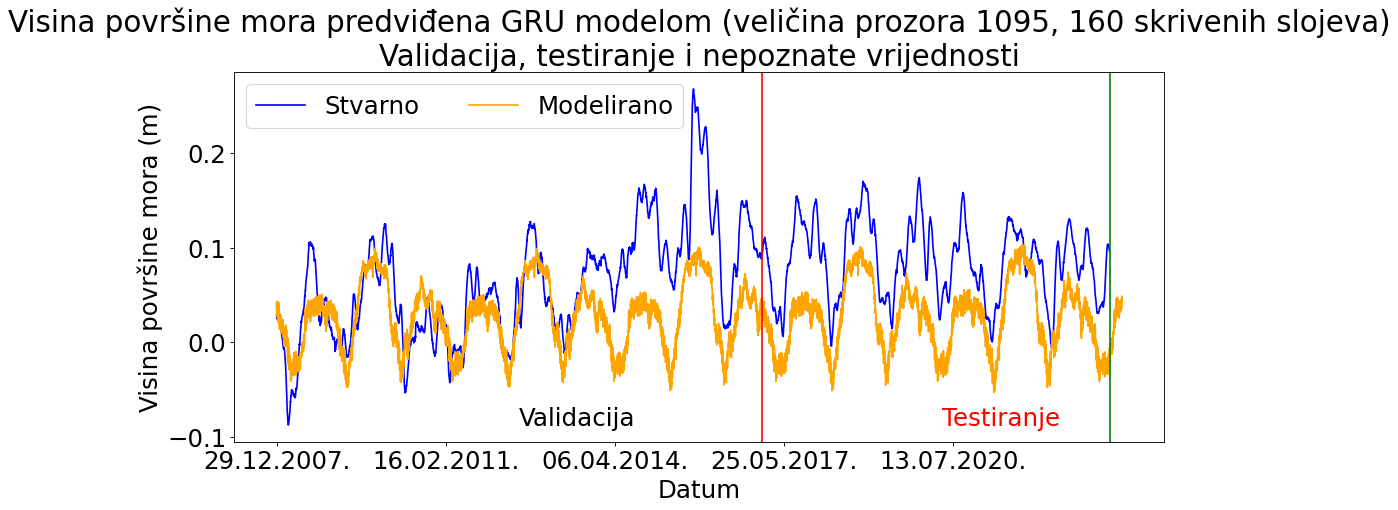 Visina površine mora predviđena GRU modelom (veličina prozora 1095, 160 skrivenih slojeva)
Validacija, testiranje i nepoznate vrijednosti
Stvarno
Modelirano
Visina površine mora (m)
0.2
0.1
0.0
−0.1
Validacija
Testiranje
29.12.2007.
16.02.2011.
06.04.2014.
25.05.2017.
13.07.2020.
Datum